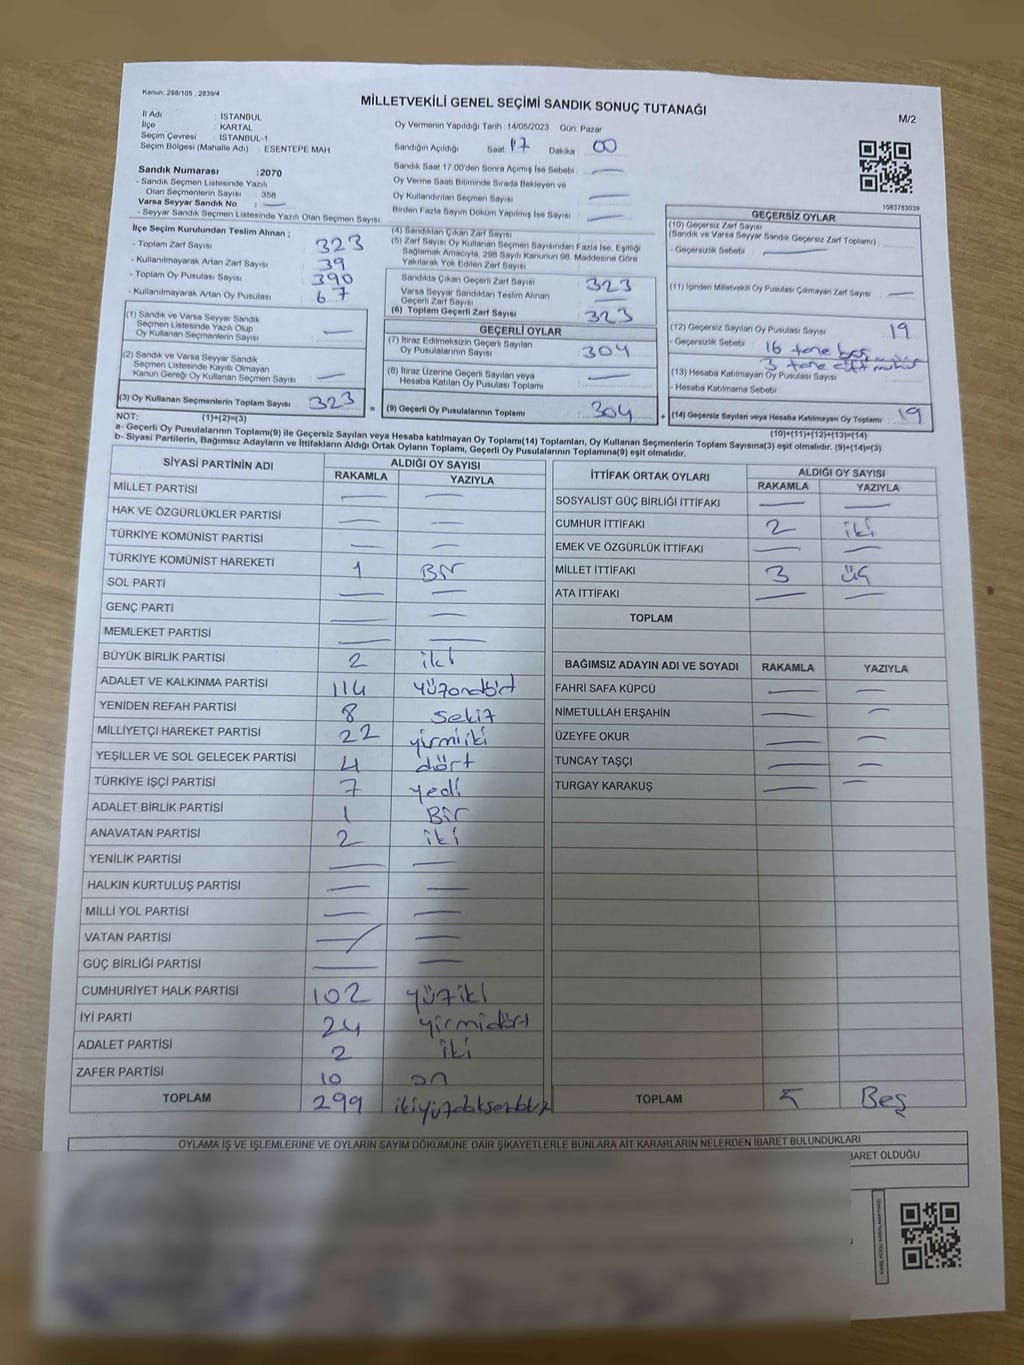 Kanun, 298/105 , 2839/4
MİLLETVEKİLİ GENEL SEÇİMİ SANDIK SONUÇ TUTANAĞI
M/2
İl Adı : İSTANBUL
İlçe : KARTAL
Seçim Çevresi : İSTANBUL-1
Seçim Bölgesi (Mahalle Adı) : ESENTEPE MAH.
Oy Vermenin Yapıldığı Tarih : 14/05/2023 Gün: Pazar
Sandığın Açıldığı Saat 17 Dakika : 00
Sandık Saat 17:00'den Sonra Açımış İse Sebebi :
Oy Verme Saati Bitiminde Sırada Bekleyen ve
Oy Kullandırılan Seçmen Sayısı :
Birden Fazla Sayım Döküm Yapılmış İse Sayısı :
Sandık Numarası :2070
- Sandık Seçmen Listesinde Yazılı
Olan Seçmenlerin Sayısı : 358
Varsa Seyyar Sandık No : —
- Seyyar Sandık Seçmen Listesinde Yazılı Olan Seçmen Sayısı
1083763039
İlçe Seçim Kurulundan Teslim Alınan ;
- Toplam Zarf Sayısı 323
- Kullanılmayarak Artan Zarf Sayısı 39
- Toplam Oy Pusulası Sayısı 390
- Kullanılmayarak Artan Oy Pusulası 67
(1) Sandık ve Varsa Seyyar Sandık
Seçmen Listesinde Yazılı Olup
Oy Kullanan Seçmenlerin Sayısı —
(2) Sandık ve Varsa Seyyar Sandık
Seçmen Listesinde Kayıtlı Olmayan
Kanun Gereği Oy Kullanan Seçmen Sayısı —
(3) Oy Kullanan Seçmenlerin Toplam Sayısı 323
(4) Sandıktan Çıkan Zarf Sayısı
(5) Zarf Sayısı Oy Kullanan Seçmen Sayısından Fazla İse, Eşitliği
Sağlamak Amacıyla, 298 Sayılı Kanunun 98. Maddesine Göre
Yakılarak Yok Edilen Zarf Sayısı
Sandıkta Çıkan Geçerli Zarf Sayısı 323
Varsa Seyyar Sandıktan Teslim Alınan
Geçerli Zarf Sayısı —
(6) Toplam Geçerli Zarf Sayısı 323
GEÇERLİ OYLAR
(7) İtiraz Edilmeksizin Geçerli Sayılan
Oy Pusulalarının Sayısı 304
(8) İtiraz Üzerine Geçerli Sayılan veya
Hesaba Katılan Oy Pusulası Toplamı —
= (9) Geçerli Oy Pusulalarının Toplamı 304
GEÇERSİZ OYLAR
(10) Geçersiz Zarf Sayısı
(Sandık ve Varsa Seyyar Sandık Geçersiz Zarf Toplamı)
- Geçersizlik Sebebi : —
(11) İçinden Milletvekili Oy Pusulası Çıkmayan Zarf Sayısı —
(12) Geçersiz Sayılan Oy Pusulası Sayısı 19
- Geçersizlik Sebebi : 16 tane boş
3 tane çift mühür
(13) Hesaba Katılmayan Oy Pusulası Sayısı
- Hesaba Katılmama Sebebi :
+ (14) Geçersiz Sayılan veya Hesaba Katılmayan Oy Toplamı 19
NOT: (1)+(2)=(3) (10)+(11)+(12)+(13)=(14)
a- Geçerli Oy Pusulalarının Toplamı(9) ile Geçersiz Sayılan veya Hesaba katılmayan Oy Toplamı(14) Toplamları, Oy Kullanan Seçmenlerin Toplam Sayısına(3) eşit olmalıdır. (9)+(14)=(3)
b- Siyasi Partilerin, Bağımsız Adayların ve İttifakların Aldığı Ortak Oyların Toplamı, Geçerli Oy Pusulalarının Toplamına(9) eşit olmalıdır.
SİYASİ PARTİNİN ADI ALDIĞI OY SAYISI
RAKAMLA YAZIYLA
MİLLET PARTİSİ — —
HAK VE ÖZGÜRLÜKLER PARTİSİ — —
TÜRKİYE KOMÜNİST PARTİSİ — —
TÜRKİYE KOMÜNİST HAREKETİ 1 Bir
SOL PARTİ — —
GENÇ PARTİ — —
MEMLEKET PARTİSİ — —
BÜYÜK BİRLİK PARTİSİ 2 iki
ADALET VE KALKINMA PARTİSİ 114 yüzondört
YENİDEN REFAH PARTİSİ 8 sekiz
MİLLİYETÇİ HAREKET PARTİSİ 22 yirmiiki
YEŞİLLER VE SOL GELECEK PARTİSİ 4 dört
TÜRKİYE İŞÇİ PARTİSİ 7 yedi
ADALET BİRLİK PARTİSİ 1 Bir
ANAVATAN PARTİSİ 2 iki
YENİLİK PARTİSİ — —
HALKIN KURTULUŞ PARTİSİ — —
MİLLİ YOL PARTİSİ — —
VATAN PARTİSİ — —
GÜÇ BİRLİĞİ PARTİSİ — —
CUMHURİYET HALK PARTİSİ 102 yüziki
İYİ PARTİ 24 yirmidört
ADALET PARTİSİ 2 iki
ZAFER PARTİSİ 10 on
TOPLAM 299 ikiyüzdoksandokuz
İTTİFAK ORTAK OYLARI ALDIĞI OY SAYISI
RAKAMLA YAZIYLA
SOSYALİST GÜÇ BİRLİĞİ İTTİFAKI — —
CUMHUR İTTİFAKI 2 iki
EMEK VE ÖZGÜRLÜK İTTİFAKI — —
MİLLET İTTİFAKI 3 üç
ATA İTTİFAKI — —
TOPLAM
BAĞIMSIZ ADAYIN ADI VE SOYADI RAKAMLA YAZIYLA
FAHRİ SAFA KÜPCÜ — —
NİMETULLAH ERŞAHİN — —
ÜZEYFE OKUR — —
TUNCAY TAŞÇI — —
TURGAY KARAKUŞ — —
TOPLAM 5 Beş
OYLAMA İŞ VE İŞLEMLERİNE VE OYLARIN SAYIM DÖKÜMÜNE DAİR ŞİKAYETLERLE BUNLARA AİT KARARLARIN NELERDEN İBARET BULUNDUKLARI
BARET OLDUĞU